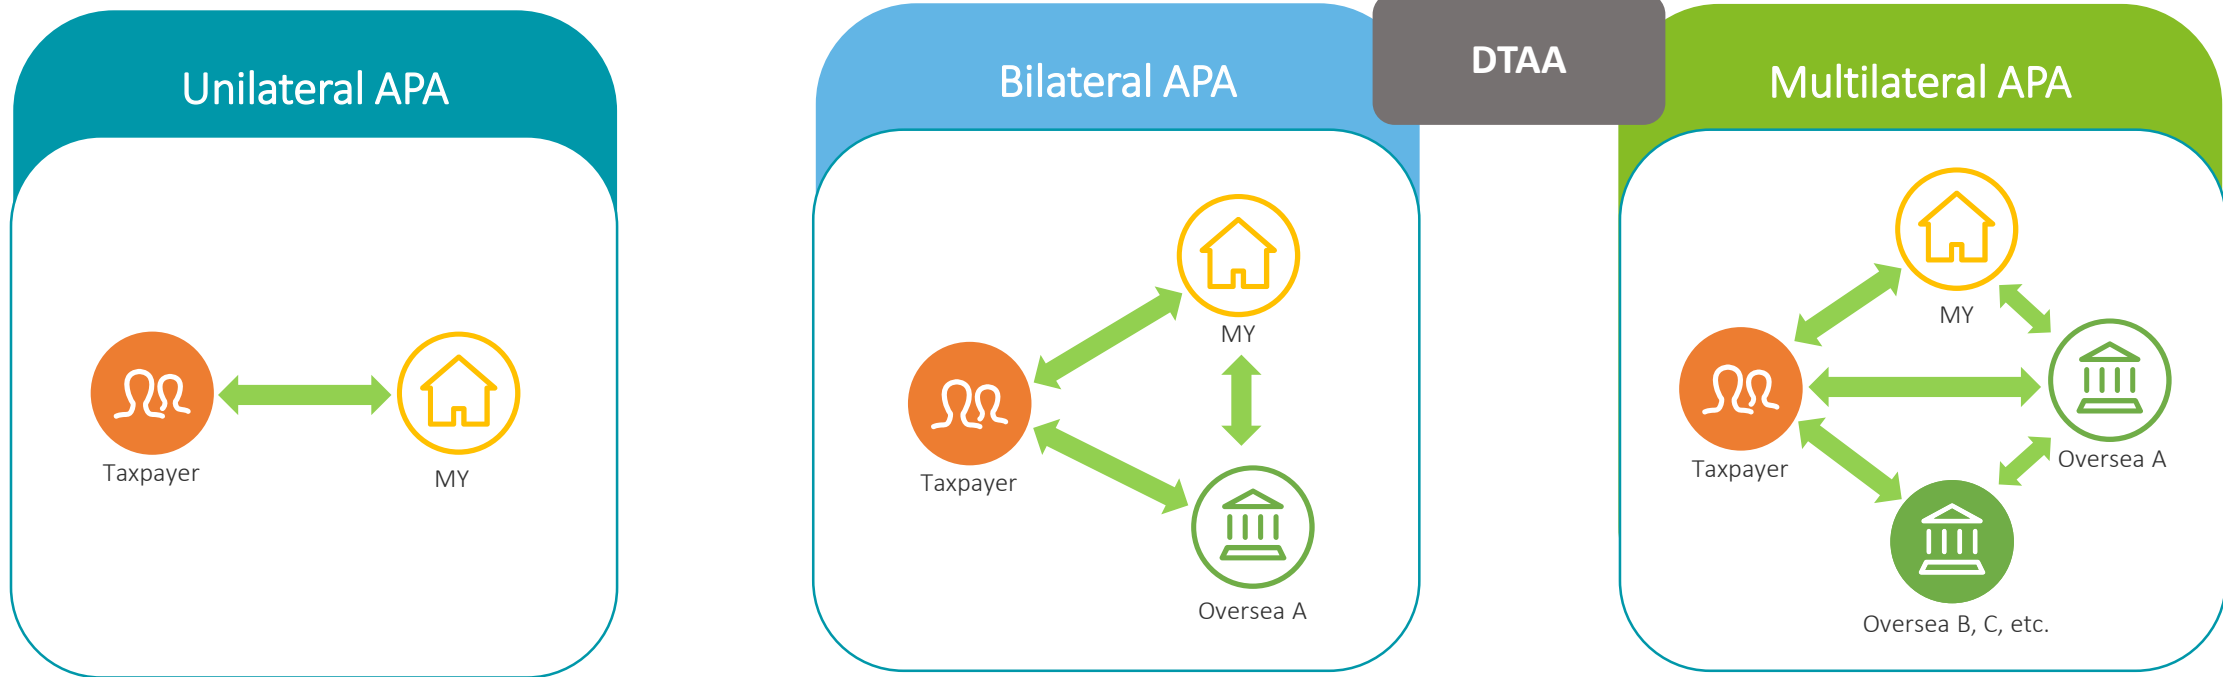 Unilateral APA
Taxpayer
MY
Bilateral APA
MY
Taxpayer
Oversea A
DTAA
Multilateral APA
MY
Taxpayer
Oversea A
Oversea B, C, etc.